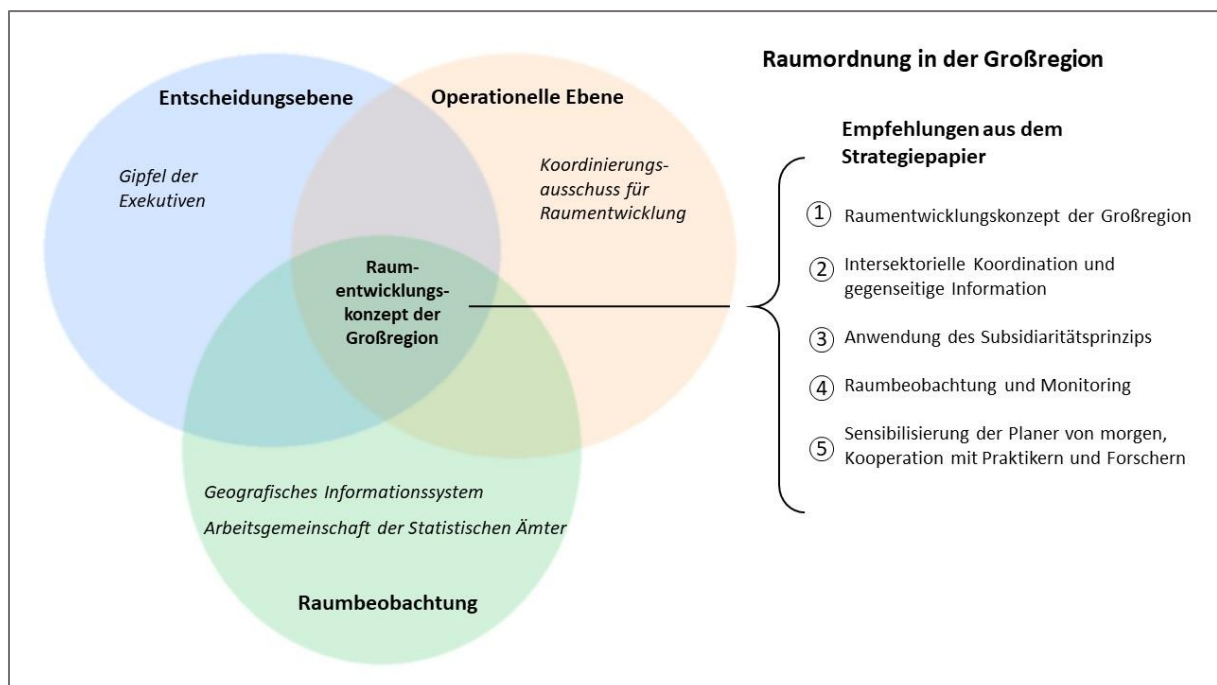 Raumordnung in der Großregion
Entscheidungsebene
Operationelle Ebene
Gipfel der
Exekutiven
Koordinierungs-
ausschuss für
Raumentwicklung
Raum-
entwicklungs-
konzept der
Großregion
Geografisches Informationssystem
Arbeitsgemeinschaft der Statistischen Ämter
Raumbeobachtung
Empfehlungen aus dem
Strategiepapier
1 Raumentwicklungskonzept der Großregion
2 Intersektorielle Koordination und
gegenseitige Information
3 Anwendung des Subsidiaritätsprinzips
4 Raumbeobachtung und Monitoring
5 Sensibilisierung der Planer von morgen,
Kooperation mit Praktikern und Forschern